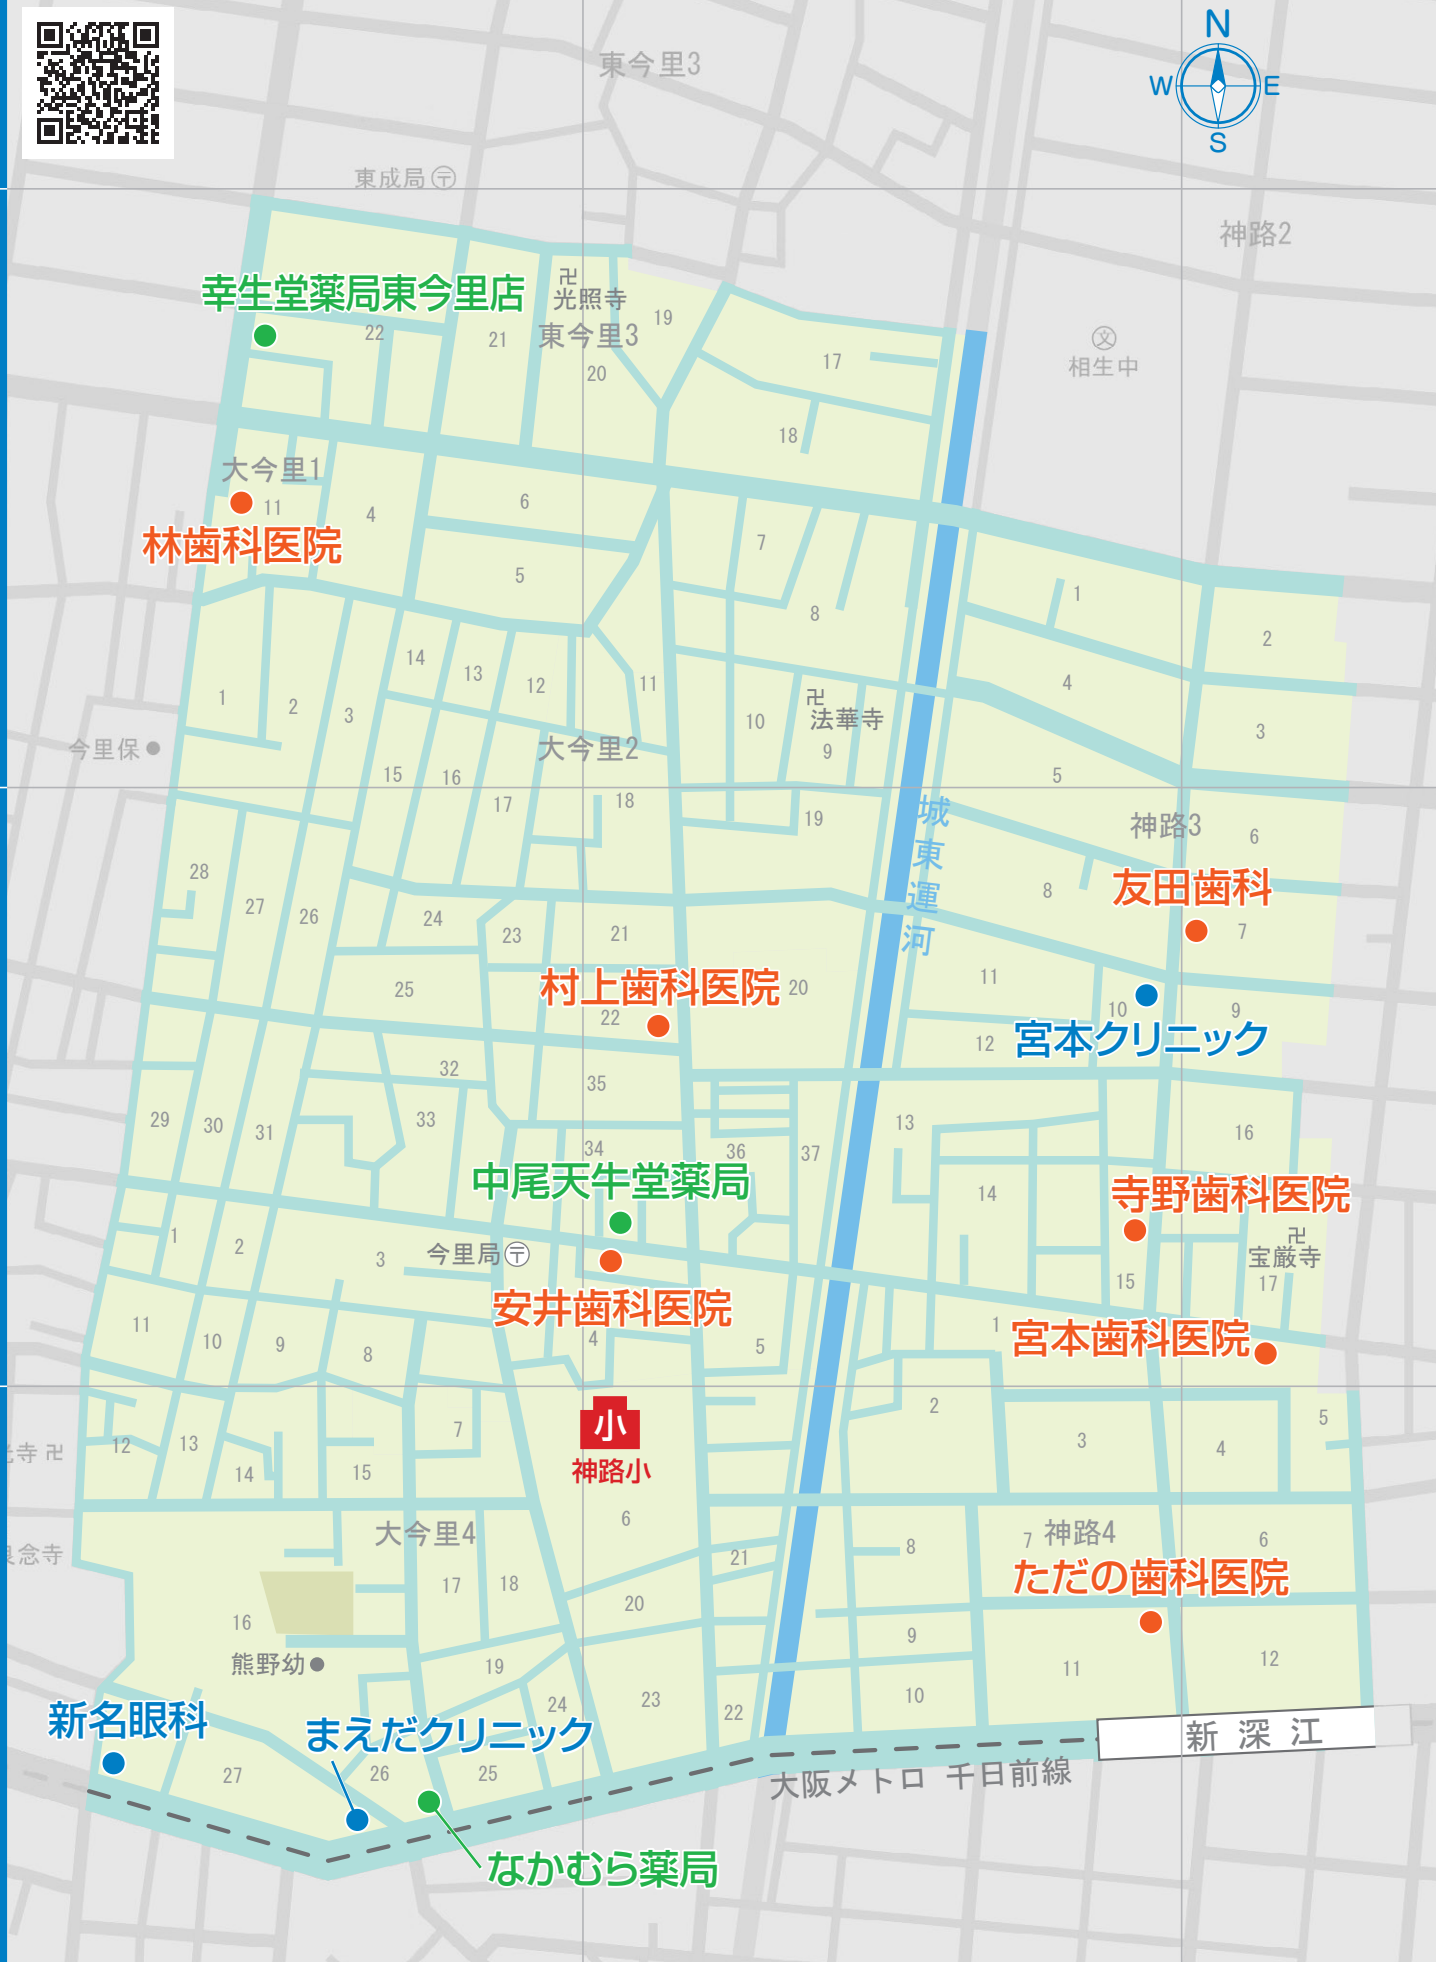 東今里3
N
W
E
S
東成局 〒
神路2
幸生堂薬局東今里店
卍
光照寺
東今里3
19
22
21
20
17
文
相生中
18
大今里1
11
4
6
林歯科医院
5
7
8
1
2
14
13
12
11
4
1
2
3
10
卍
法華寺
9
3
今里保
大今里2
15
16
17
18
5
19
城東運河
神路3
6
28
27
26
24
23
21
8
友田歯科
7
25
村上歯科医院
20
11
22
10
9
12
宮本クリニック
32
35
29
30
31
33
34
36
37
13
16
中尾天牛堂薬局
14
寺野歯科医院
卍
宝厳寺
1
2
3
今里局 〒
15
17
安井歯科医院
11
10
9
8
4
5
1
宮本歯科医院
小
神路小
7
2
3
4
5
光寺 卍
12
13
14
15
大今里4
6
7
神路4
6
8
21
17
18
20
ただの歯科医院
16
9
熊野幼
19
11
12
24
23
22
10
新名眼科
まえだクリニック
27
26
25
新深江
大阪メトロ 千日前線
なかむら薬局
念寺